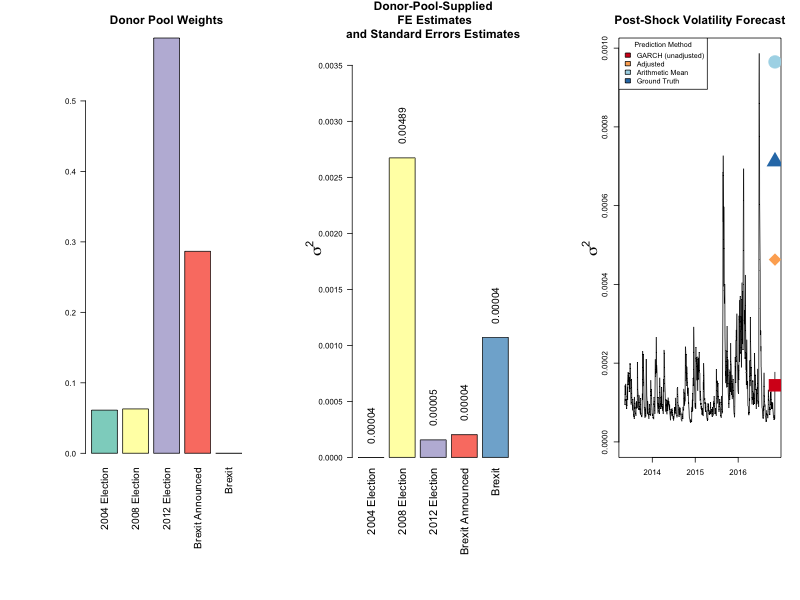 Donor Pool Weights
0.5
0.4
0.3
0.2
0.1
0.0
2004 Election
2008 Election
2012 Election
Brexit Announced
Brexit
Donor-Pool-Supplied
FE Estimates
and Standard Errors Estimates
σ²
0.0035
0.0030
0.0025
0.0020
0.0015
0.0010
0.0005
0.0000
0.00004
0.00489
0.00005
0.00004
0.00004
2004 Election
2008 Election
2012 Election
Brexit Announced
Brexit
Post-Shock Volatility Forecast
Prediction Method
GARCH (unadjusted)
Adjusted
Arithmetic Mean
Ground Truth
σ²
0.0010
0.0008
0.0006
0.0004
0.0002
0.0000
2014
2015
2016